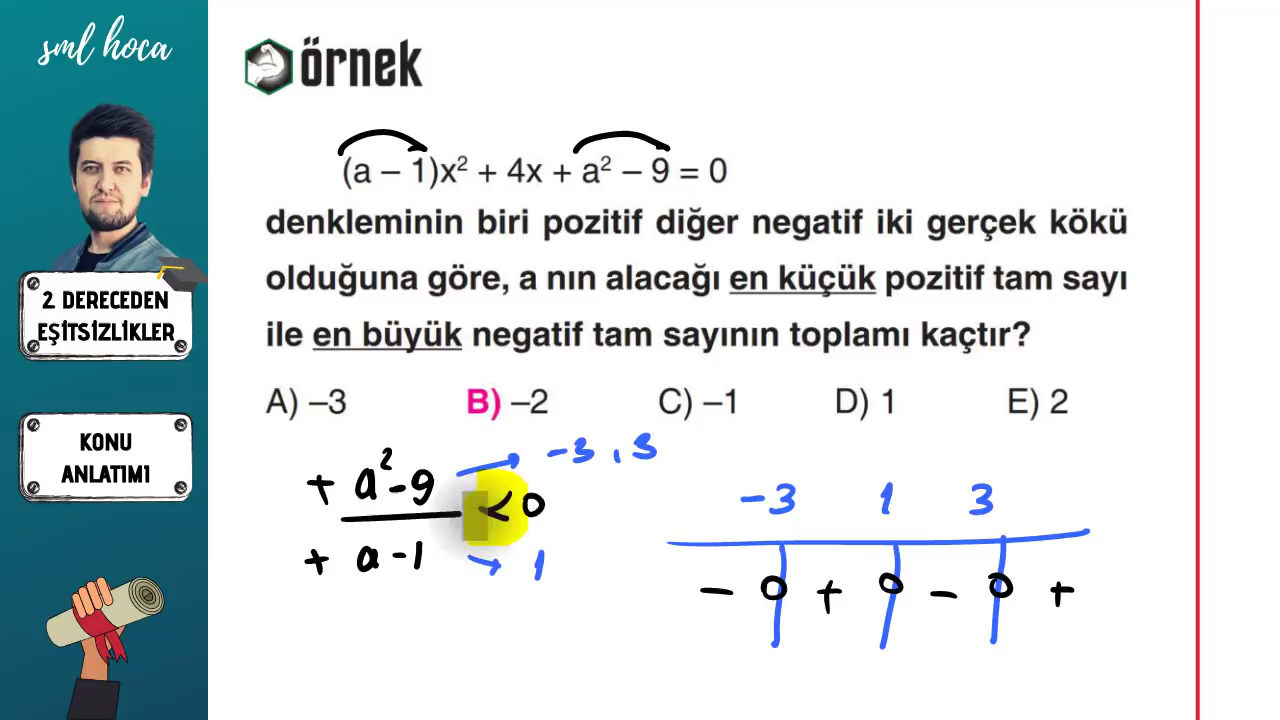 sml hoca
örnek
(a – 1)x² + 4x + a² – 9 = 0
denkleminin biri pozitif diğer negatif iki gerçek kökü
olduğuna göre, a nın alacağı en küçük pozitif tam sayı
ile en büyük negatif tam sayının toplamı kaçtır?
A) –3 B) –2 C) –1 D) 1 E) 2
2. DERECEDEN
EŞİTSİZLİKLER
KONU
ANLATIMI
+ a² - 9 → -3, 3
< 0
+ a - 1 → 1
-3 1 3
- 0 + 0 - 0 +